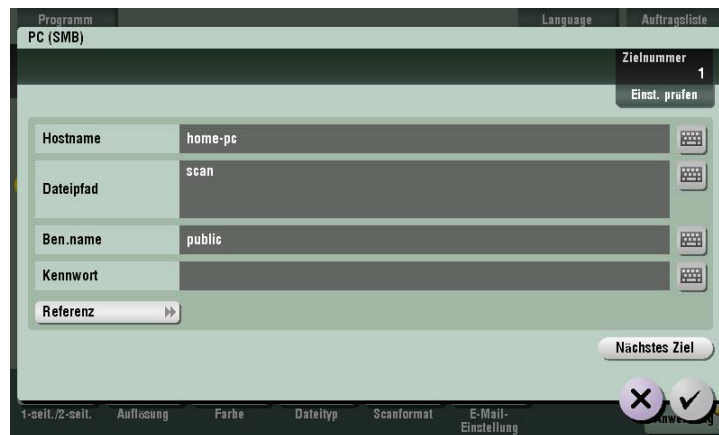 Programm Language Auftragsliste
PC (SMB)
Zielnummer
1
Einst. prüfen
Hostname home-pc
Dateipfad scan
Ben.name public
Kennwort
Referenz
Nächstes Ziel
1-seit./2-seit. Auflösung Farbe Dateityp Scanformat E-Mail-
Einstellung